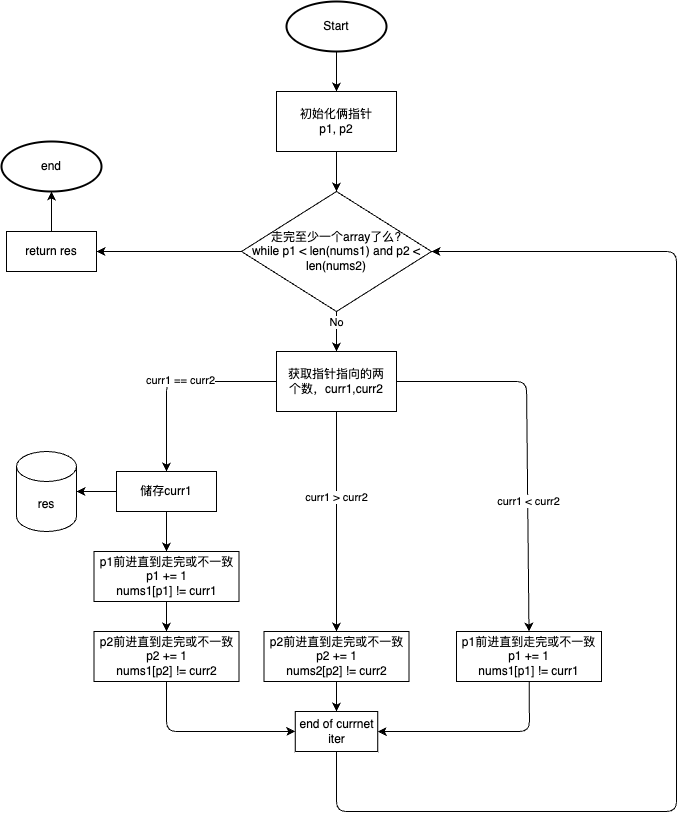 Start
初始化俩指针
p1, p2
end
走完至少一个array了么?
while p1 < len(nums1) and p2 <
len(nums2)
return res
No
获取指针指向的两
个数，curr1,curr2
curr1 == curr2
curr1 > curr2
curr1 < curr2
储存curr1
res
p1前进直到走完或不一致
p1 += 1
nums1[p1] != curr1
p2前进直到走完或不一致
p2 += 1
nums1[p2] != curr2
p2前进直到走完或不一致
p2 += 1
nums2[p2] != curr2
p1前进直到走完或不一致
p1 += 1
nums1[p1] != curr1
end of currnet
iter